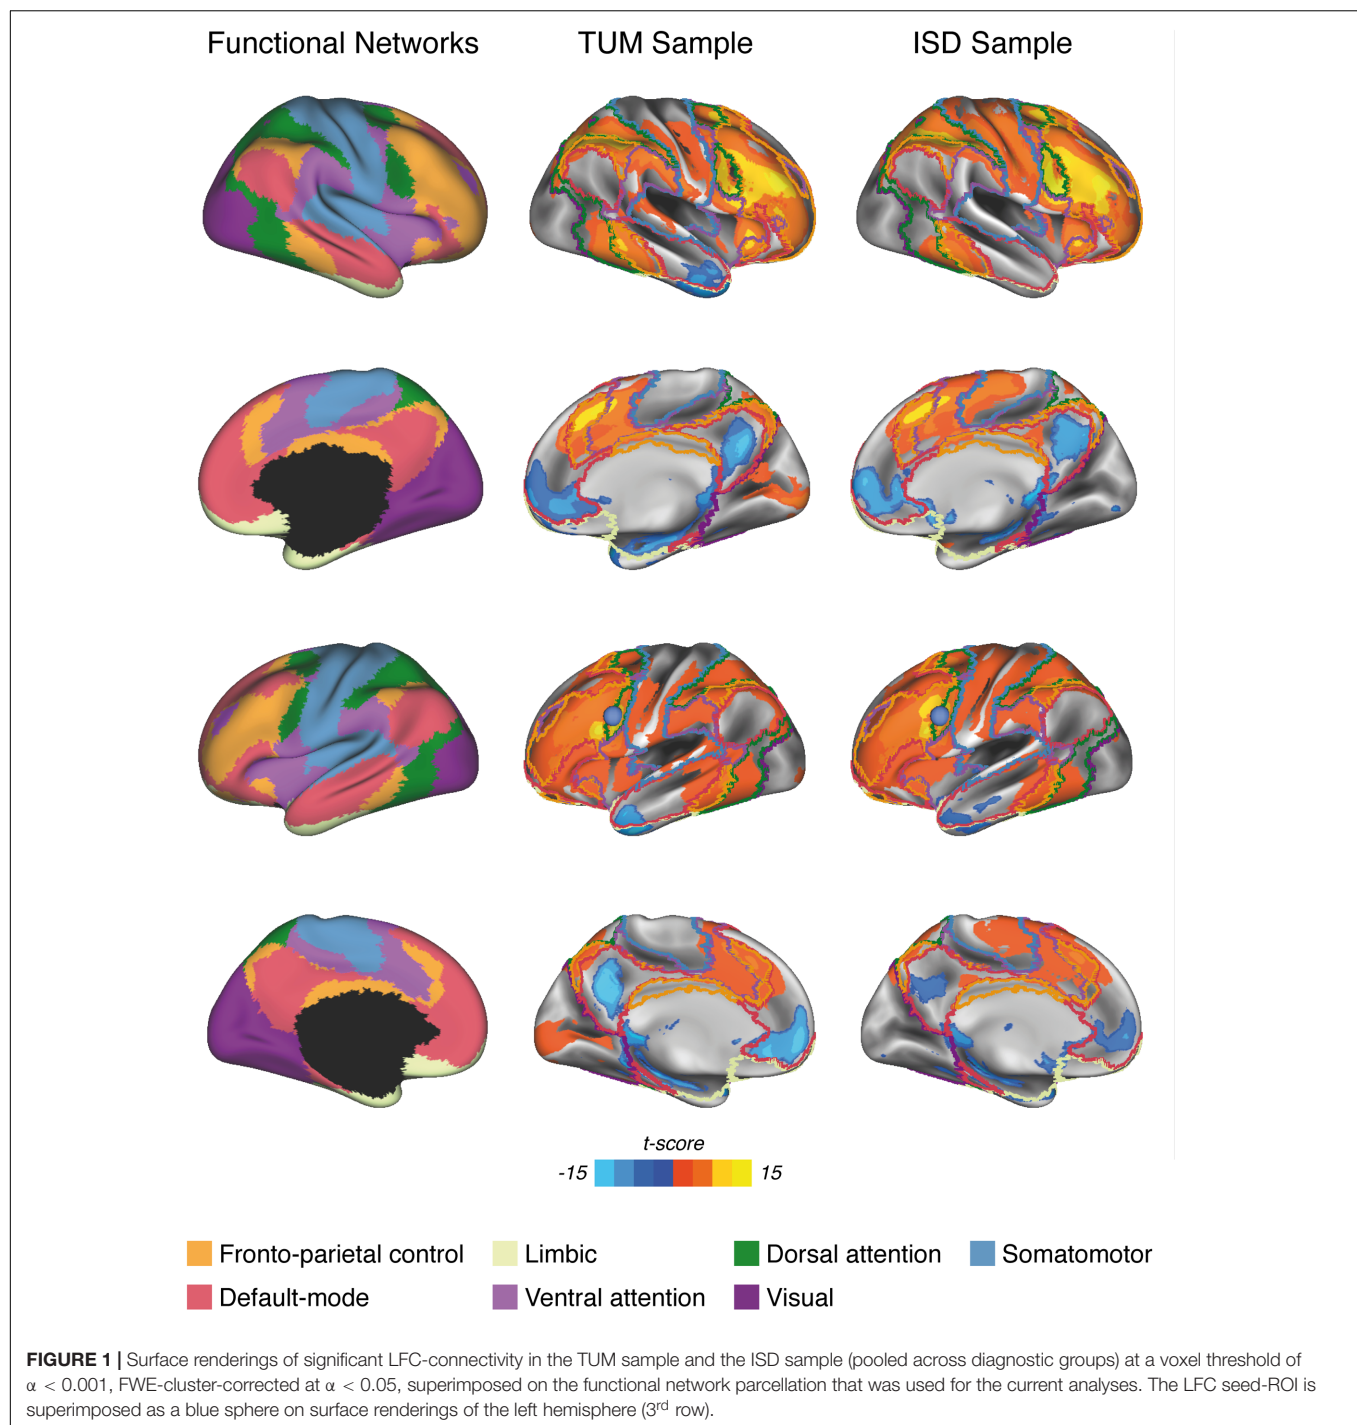 Functional Networks
TUM Sample
ISD Sample
t-score
-15
15
Fronto-parietal control
Limbic
Dorsal attention
Somatomotor
Default-mode
Ventral attention
Visual
FIGURE 1 | Surface renderings of significant LFC-connectivity in the TUM sample and the ISD sample (pooled across diagnostic groups) at a voxel threshold of
α < 0.001, FWE-cluster-corrected at α < 0.05, superimposed on the functional network parcellation that was used for the current analyses. The LFC seed-ROI is
superimposed as a blue sphere on surface renderings of the left hemisphere (3rd row).